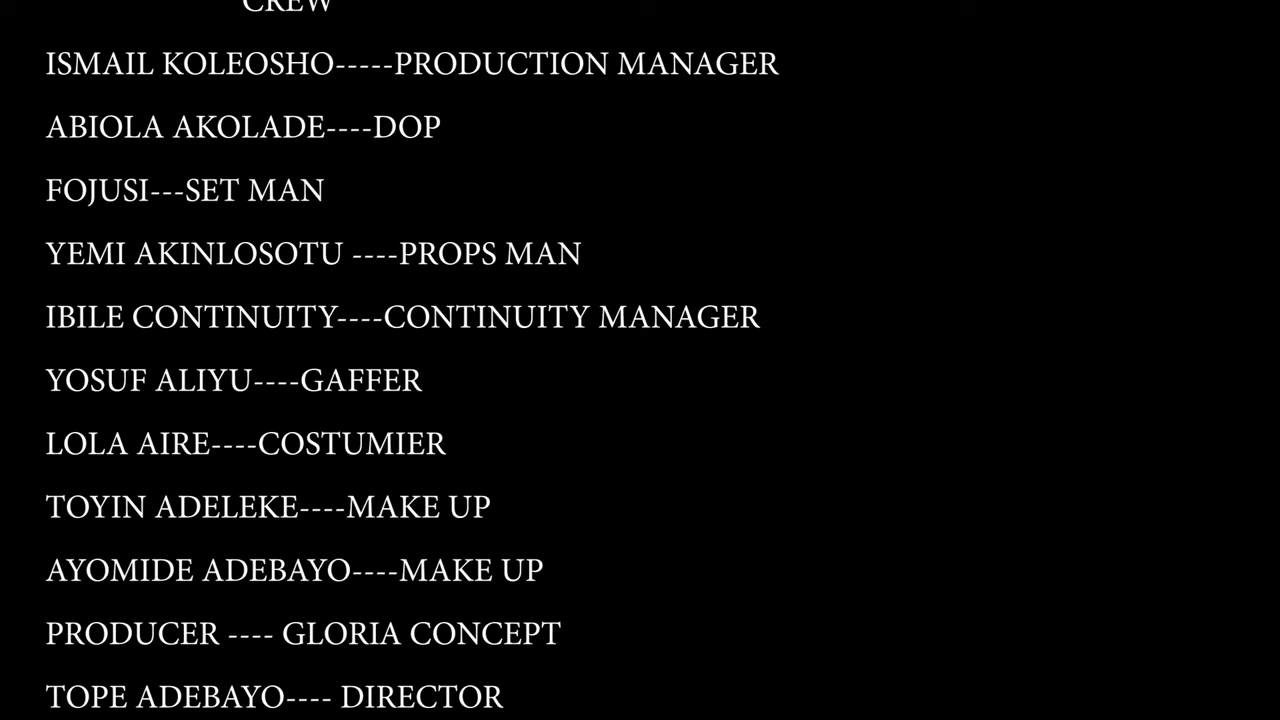 CREW
ISMAIL KOLEOSHO-----PRODUCTION MANAGER
ABIOLA AKOLADE----DOP
FOJUSI---SET MAN
YEMI AKINLOSOTU ----PROPS MAN
IBILE CONTINUITY----CONTINUITY MANAGER
YOSUF ALIYU----GAFFER
LOLA AIRE----COSTUMIER
TOYIN ADELEKE----MAKE UP
AYOMIDE ADEBAYO----MAKE UP
PRODUCER ---- GLORIA CONCEPT
TOPE ADEBAYO---- DIRECTOR